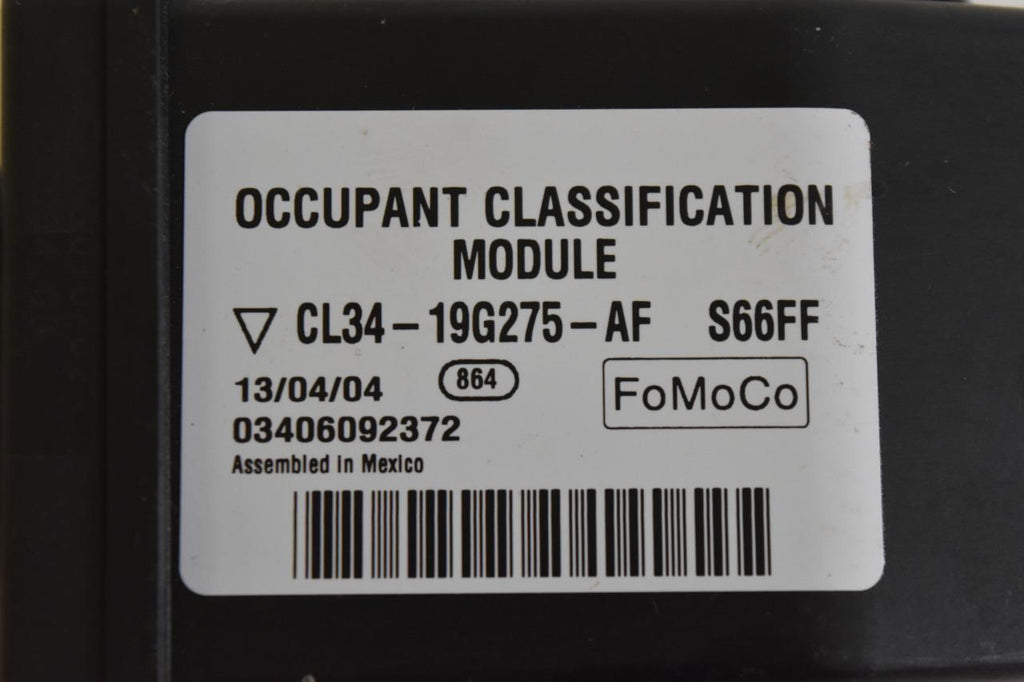 OCCUPANT CLASSIFICATION
MODULE
CL34-19G275-AF S66FF
13/04/04 864 FoMoCo
03406092372
Assembled in Mexico